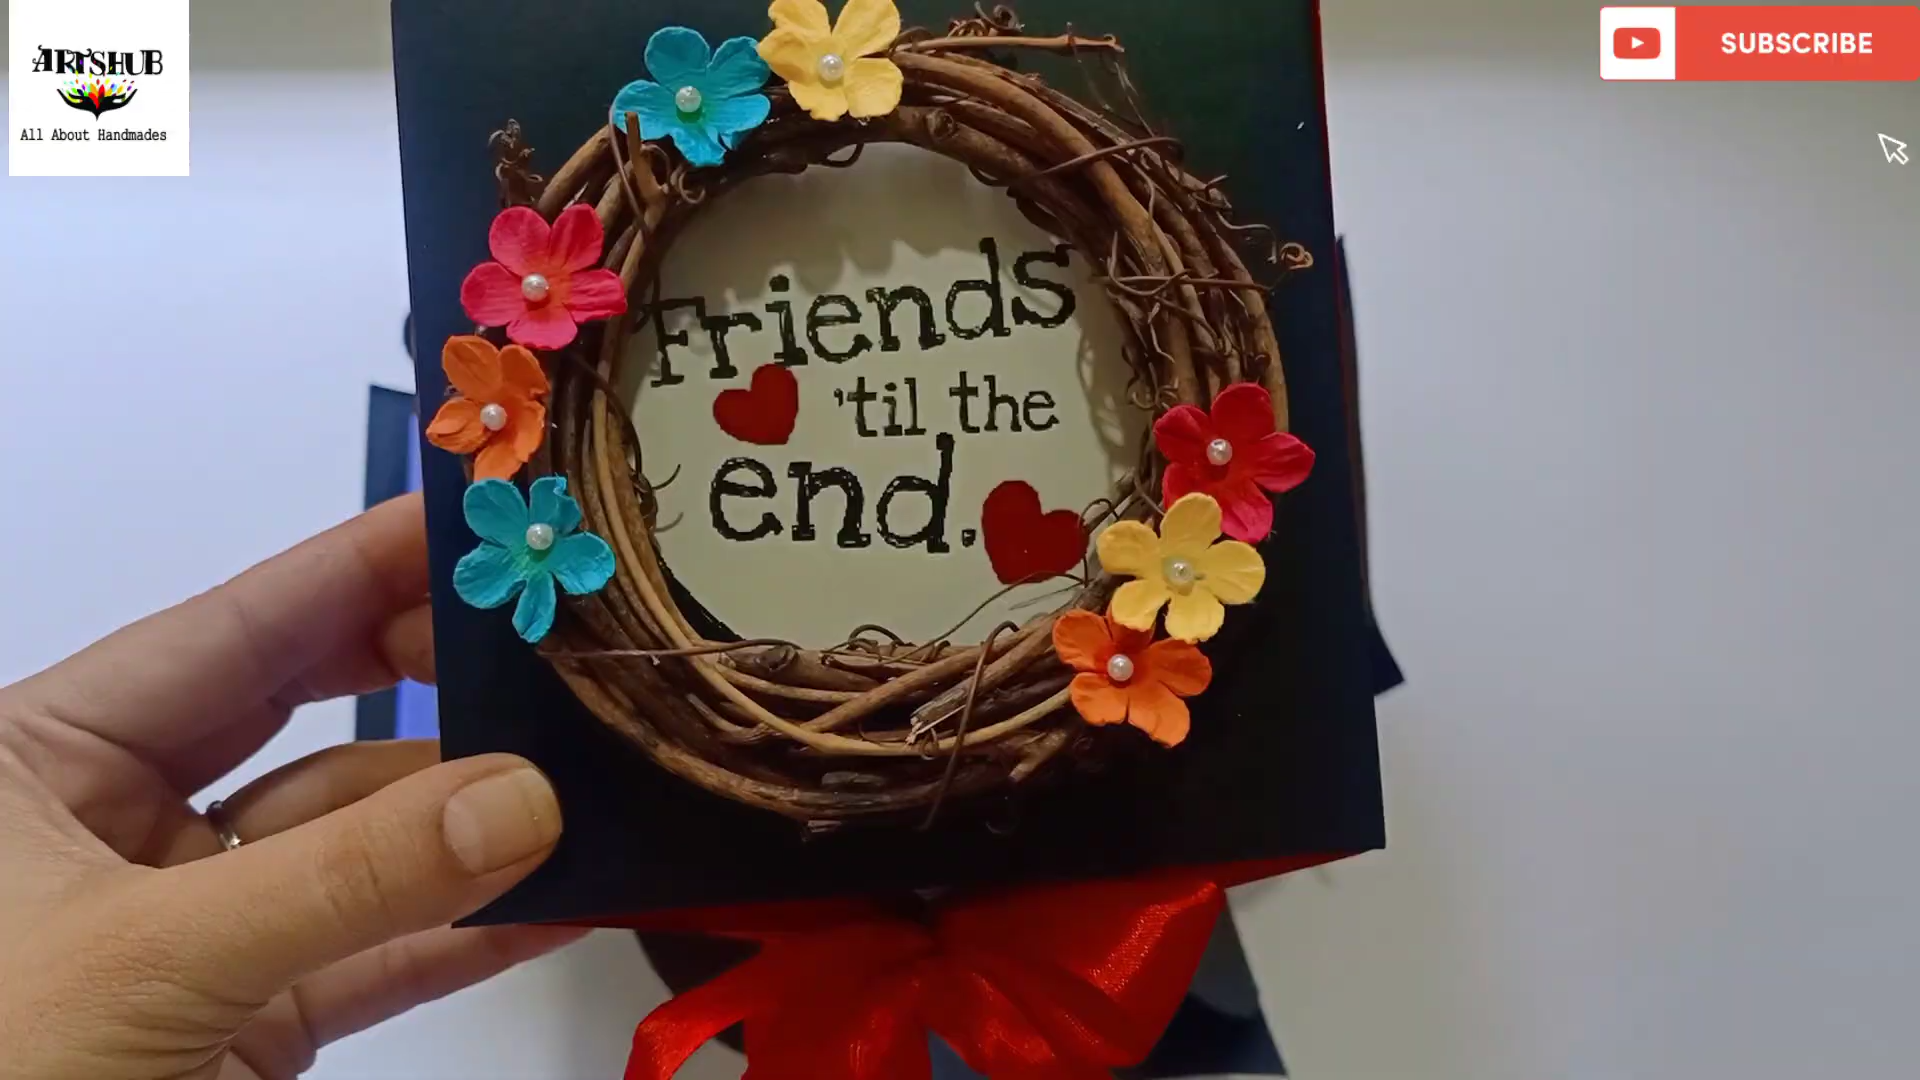 ARTSHUB
All About Handmades
SUBSCRIBE
Friends
'til the
end.